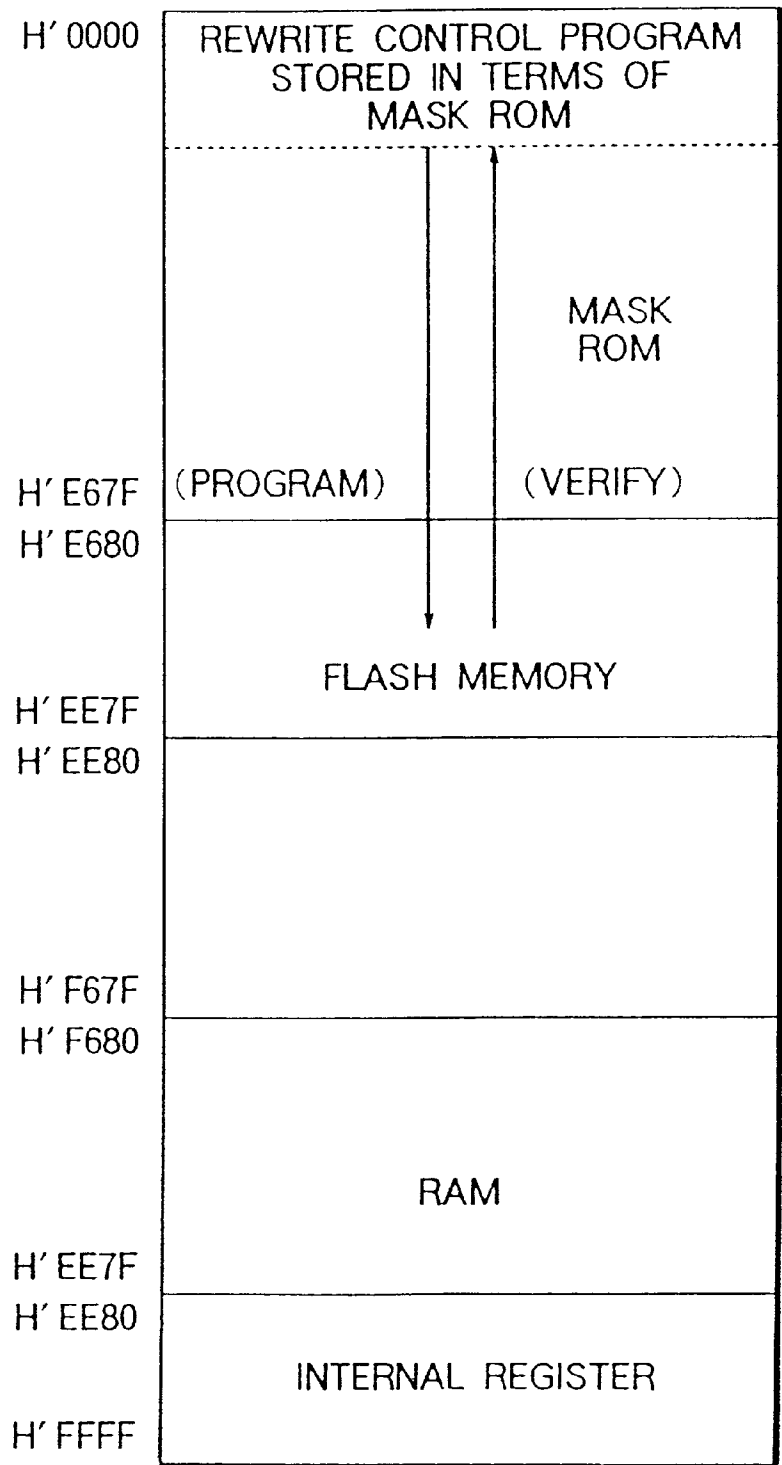 H' 0000
REWRITE CONTROL PROGRAM
STORED IN TERMS OF
MASK ROM
MASK
ROM
(PROGRAM)
(VERIFY)
H' E67F
H' E680
FLASH MEMORY
H' EE7F
H' EE80
H' F67F
H' F680
RAM
H' EE7F
H' EE80
INTERNAL REGISTER
H' FFFF